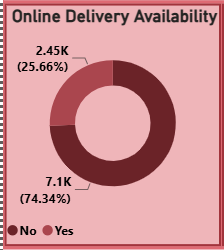 Online Delivery Availability
2.45K
(25.66%)
7.1K
(74.34%)
No Yes